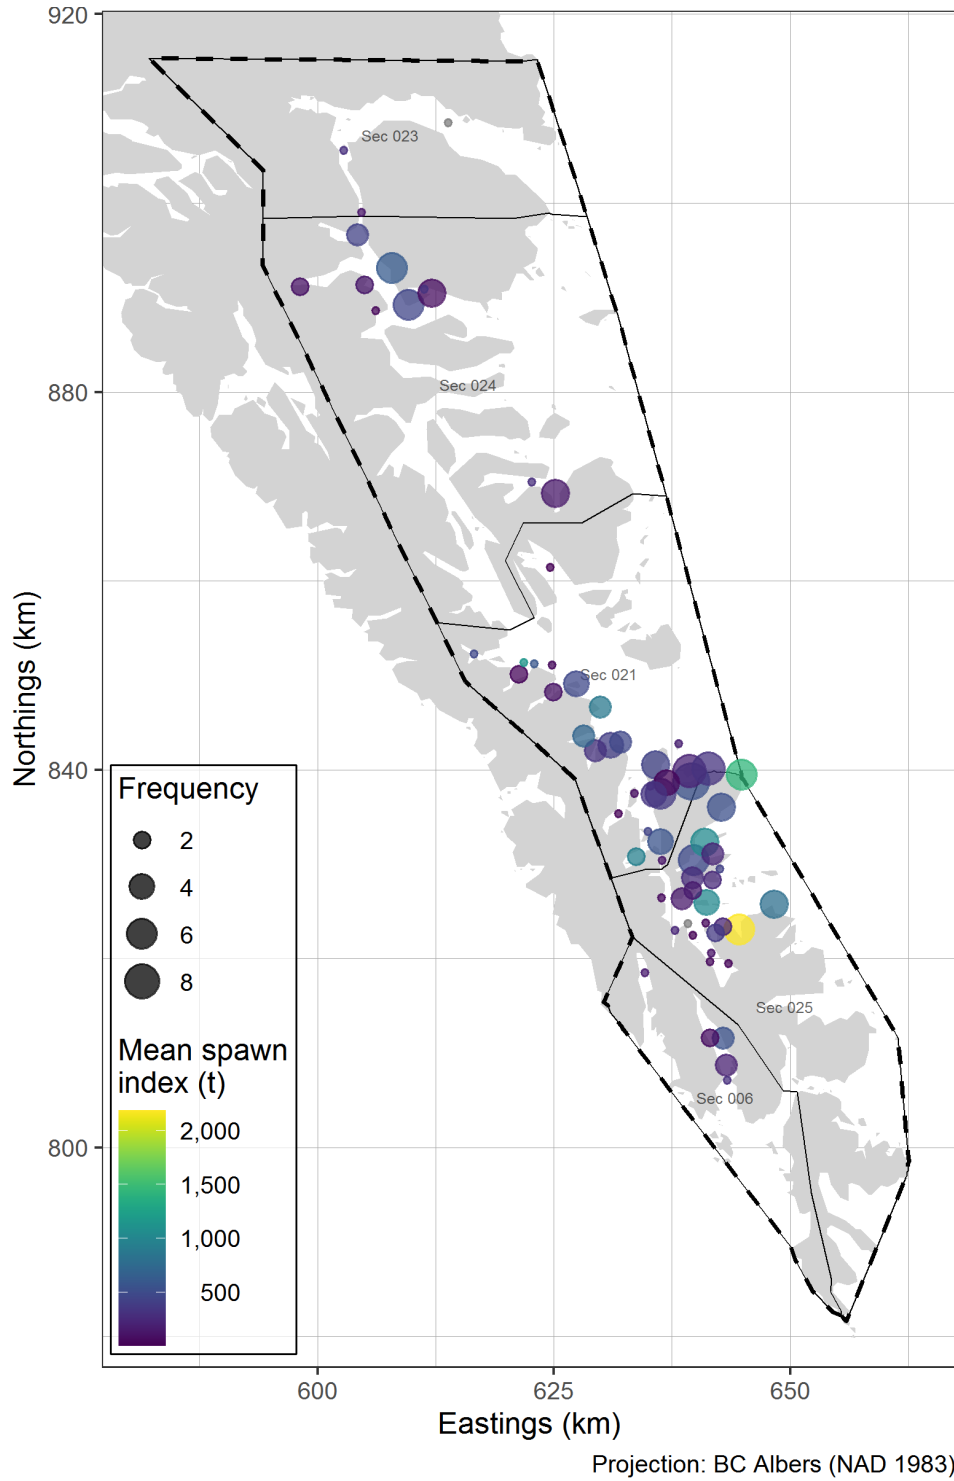 920
880
840
800
Northings (km)
Sec 023
Sec 024
Sec 021
Sec 025
Sec 006
Frequency
2
4
6
8
Mean spawn
index (t)
2,000
1,500
1,000
500
600
625
650
Eastings (km)
Projection: BC Albers (NAD 1983)